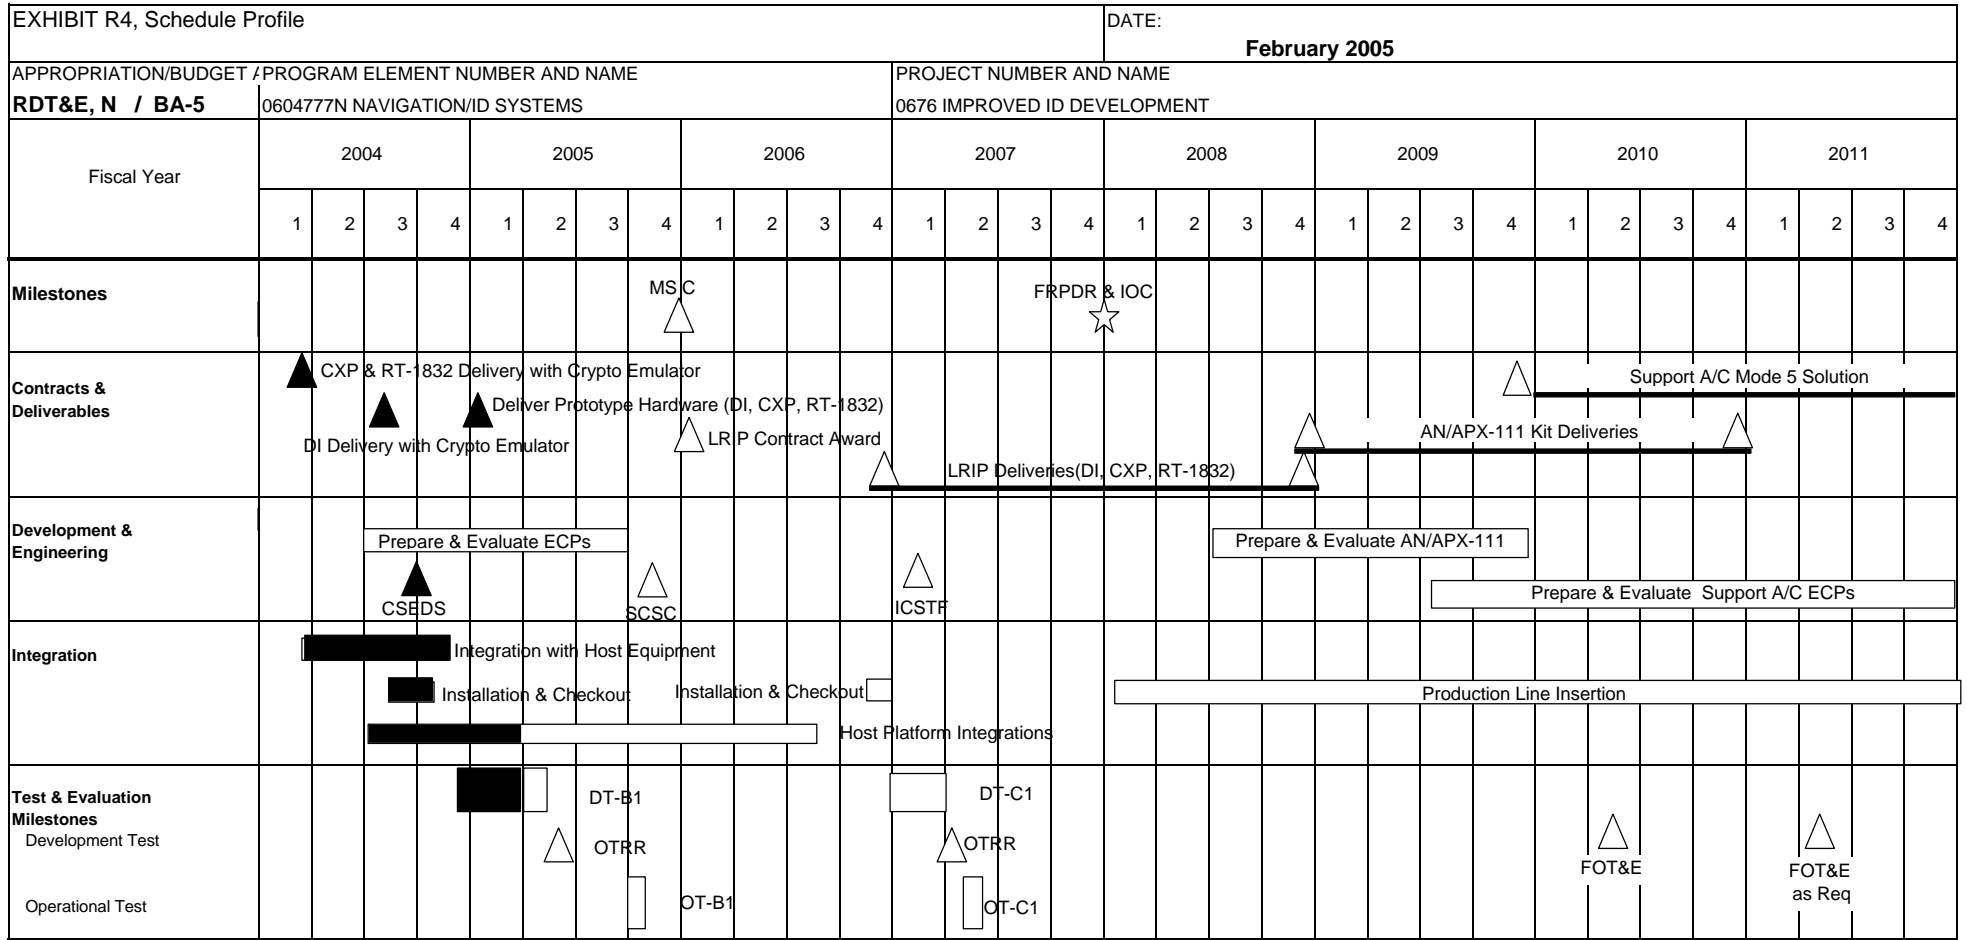 EXHIBIT R4, Schedule Profile
DATE:
February 2005
APPROPRIATION/BUDGET A
PROGRAM ELEMENT NUMBER AND NAME
PROJECT NUMBER AND NAME
RDT&E, N / BA-5
0604777N NAVIGATION/ID SYSTEMS
0676 IMPROVED ID DEVELOPMENT
Fiscal Year
2004 2005 2006 2007 2008 2009 2010 2011
1 2 3 4 1 2 3 4 1 2 3 4 1 2 3 4 1 2 3 4 1 2 3 4 1 2 3 4 1 2 3 4
Milestones
MS C
FRPDR & IOC
Contracts &
Deliverables
CXP & RT-1832 Delivery with Crypto Emulator
Support A/C Mode 5 Solution
Deliver Prototype Hardware (DI, CXP, RT-1832)
DI Delivery with Crypto Emulator
LRIP Contract Award
AN/APX-111 Kit Deliveries
LRIP Deliveries(DI, CXP, RT-1832)
Development &
Engineering
Prepare & Evaluate ECPs
Prepare & Evaluate AN/APX-111
CSEDS
SCSC
ICSTF
Prepare & Evaluate Support A/C ECPs
Integration
Integration with Host Equipment
Installation & Checkout
Installation & Checkout
Production Line Insertion
Host Platform Integrations
Test & Evaluation
Milestones
DT-B1
DT-C1
Development Test
OTRR
OTRR
FOT&E
FOT&E
as Req
Operational Test
OT-B1
OT-C1